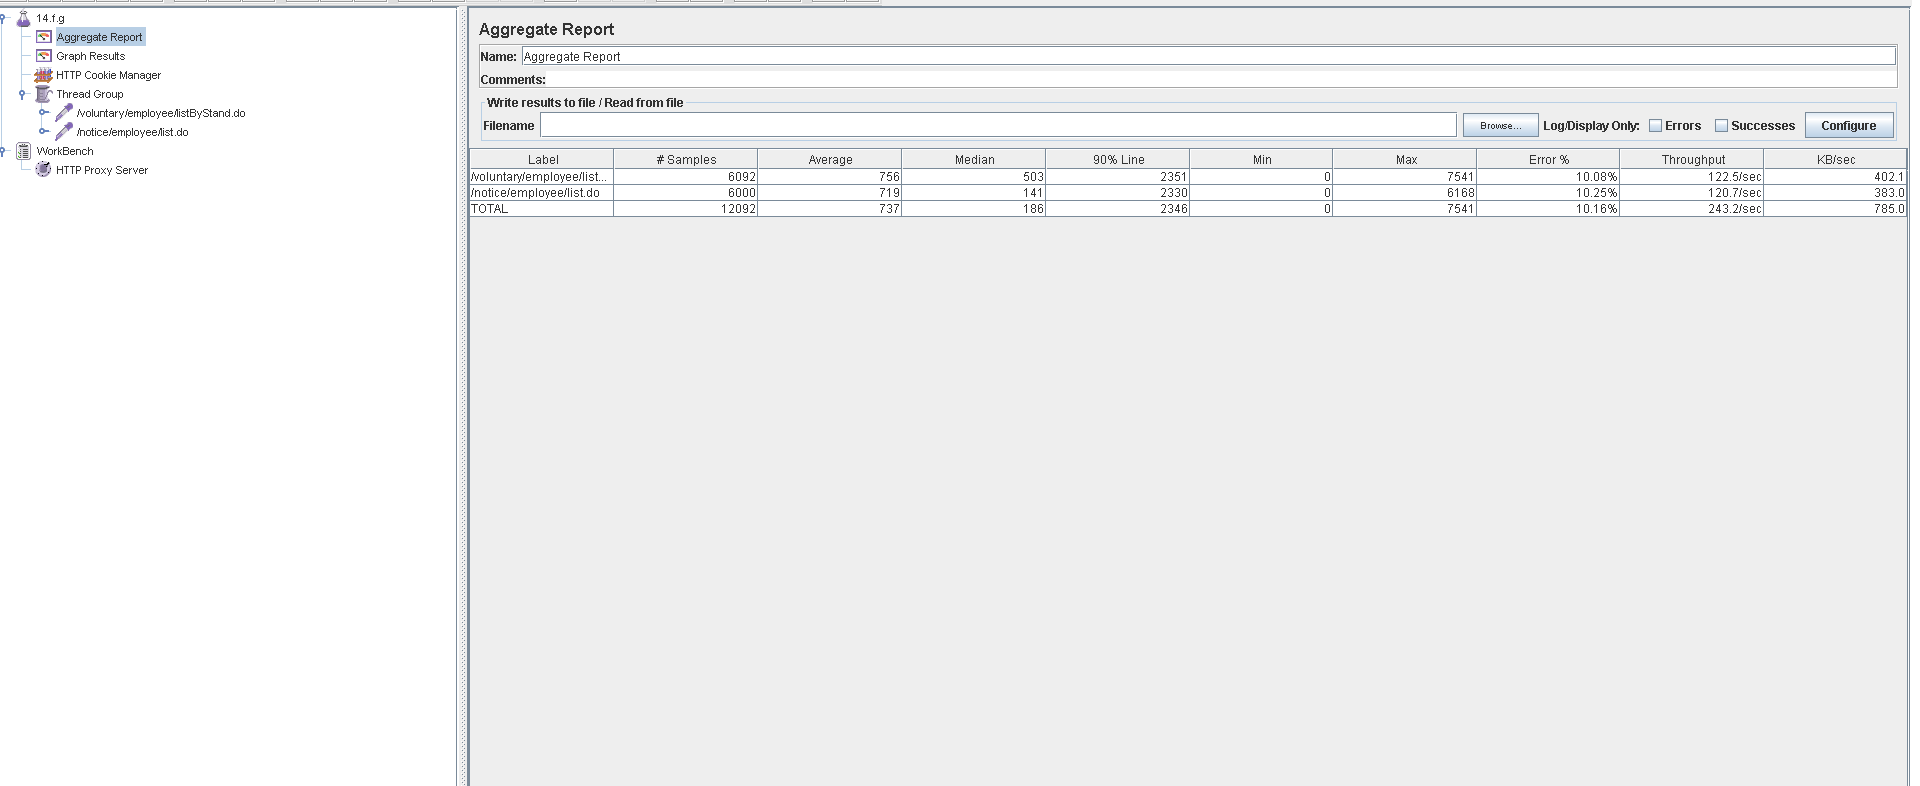 14.f.g
Aggregate Report
Graph Results
HTTP Cookie Manager
Thread Group
/voluntary/employee/listByStand.do
/notice/employee/list.do
WorkBench
HTTP Proxy Server
Aggregate Report
Name: Aggregate Report
Comments:
Write results to file / Read from file
Filename Browse... Log/Display Only: Errors Successes Configure
Label # Samples Average Median 90% Line Min Max Error % Throughput KB/sec
/voluntary/employee/list... 6092 756 503 2351 0 7541 10.08% 122.5/sec 402.1
/notice/employee/list.do 6000 719 141 2330 0 6168 10.25% 120.7/sec 383.0
TOTAL 12092 737 186 2346 0 7541 10.16% 243.2/sec 785.0